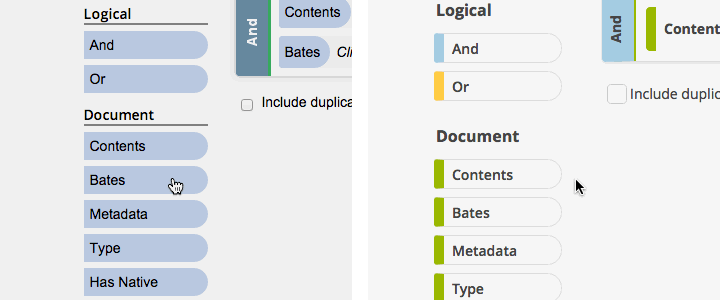 Logical
And
Or
Document
Contents
Bates
Metadata
Type
Has Native
And
Contents
Bates
Include duplica
Logical
And
Or
Document
Contents
Bates
Metadata
Type
And
Content
Include duplic